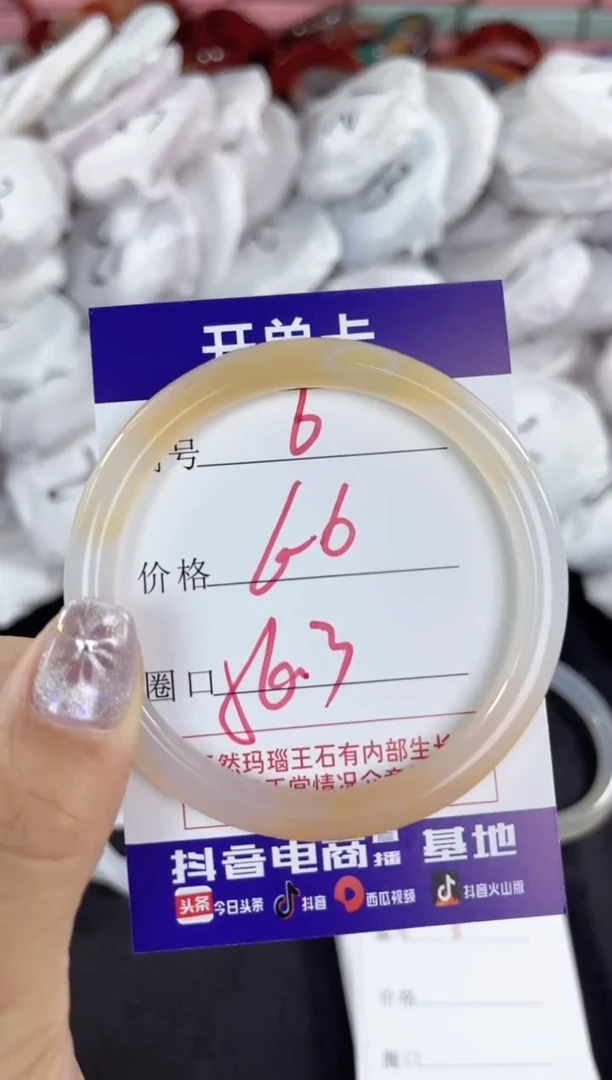 开单卡
号 6
价格 66
圈口 56.3
然玛瑙王石有内部生长
正常情况介意
抖音电商直播 基地
头条 今日头条 抖音 西瓜视频 抖音火山版
价格
圈口